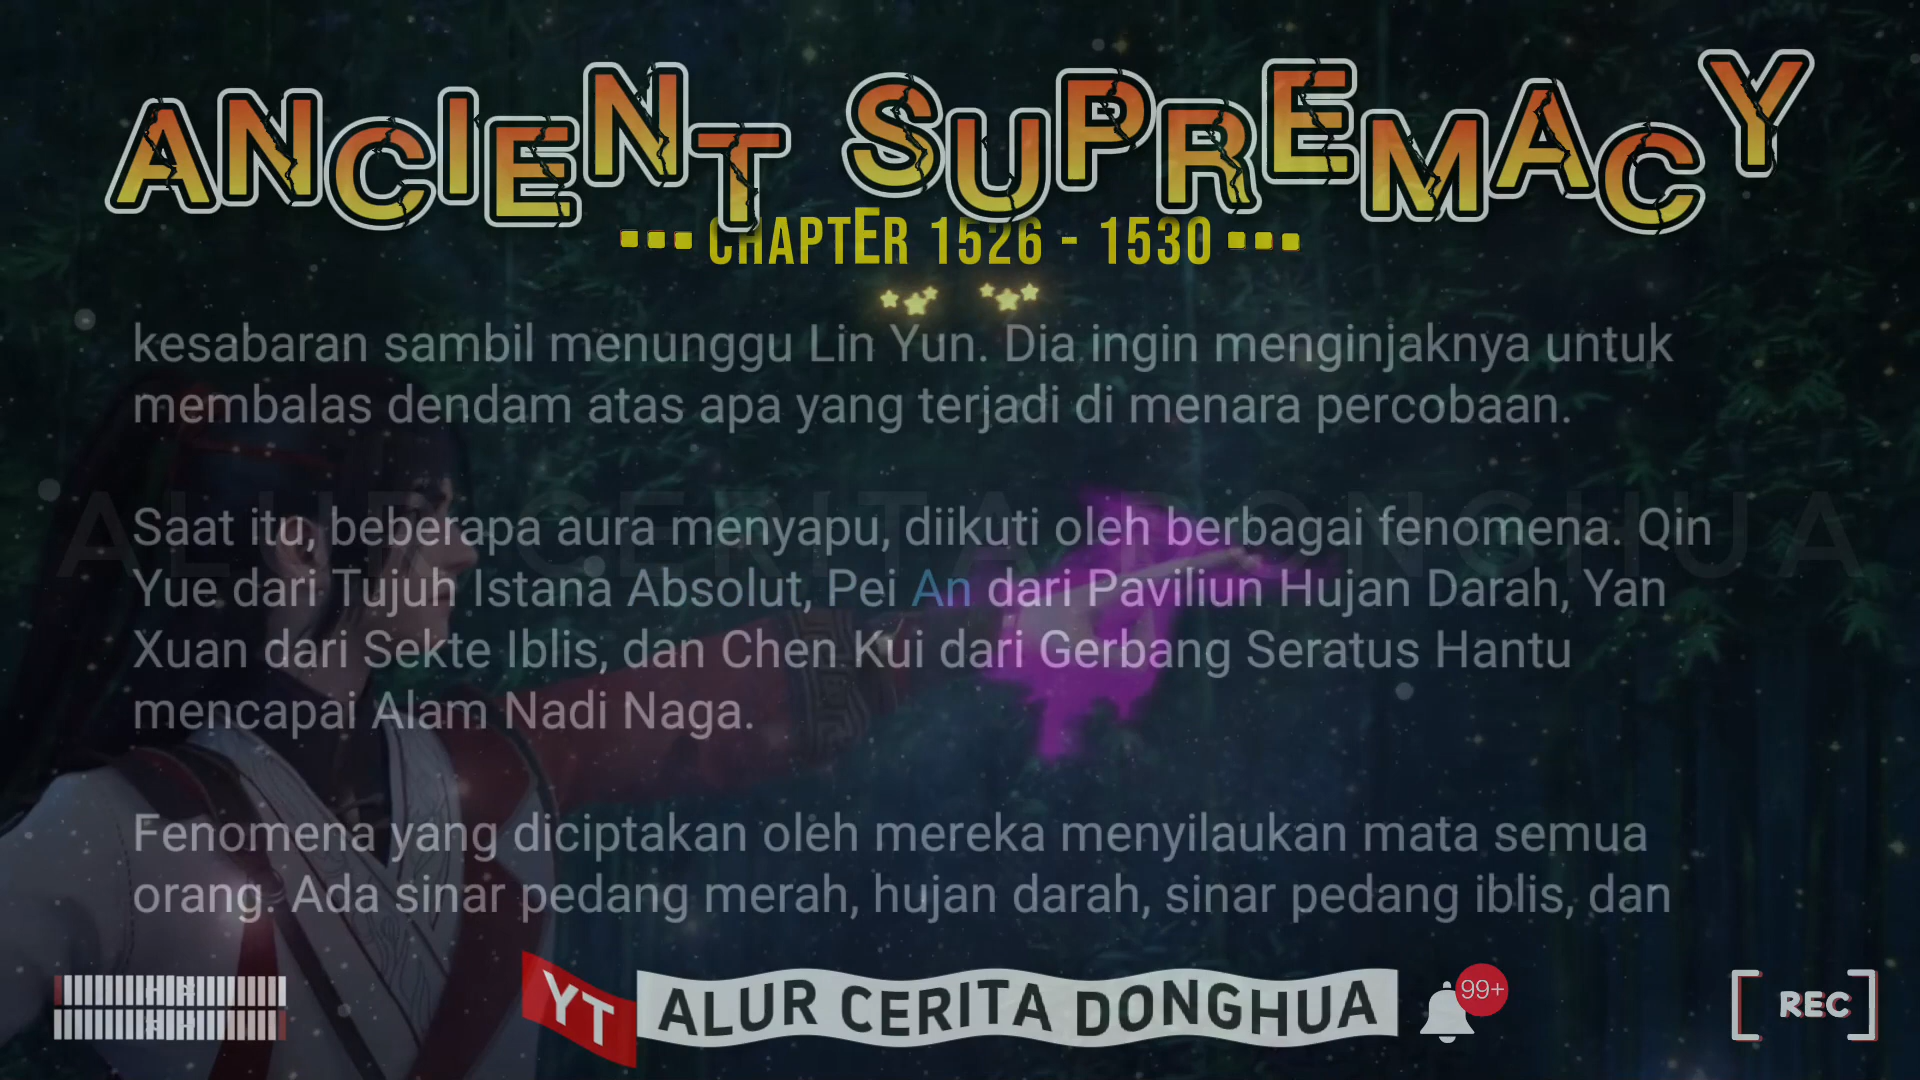 ANCIENT SUPREMACY
CHAPTER 1526 - 1530
kesabaran sambil menunggu Lin Yun. Dia ingin menginjaknya untuk
membalas dendam atas apa yang terjadi di menara percobaan.
Saat itu, beberapa aura menyapu, diikuti oleh berbagai fenomena. Qin
Yue dari Tujuh Istana Absolut, Pei An dari Paviliun Hujan Darah, Yan
Xuan dari Sekte Iblis, dan Chen Kui dari Gerbang Seratus Hantu
mencapai Alam Nadi Naga.
ALUR CERITA DONGHUA
Fenomena yang diciptakan oleh mereka menyilaukan mata semua
orang. Ada sinar pedang merah, hujan darah, sinar pedang iblis, dan
YT ALUR CERITA DONGHUA 99+
REC